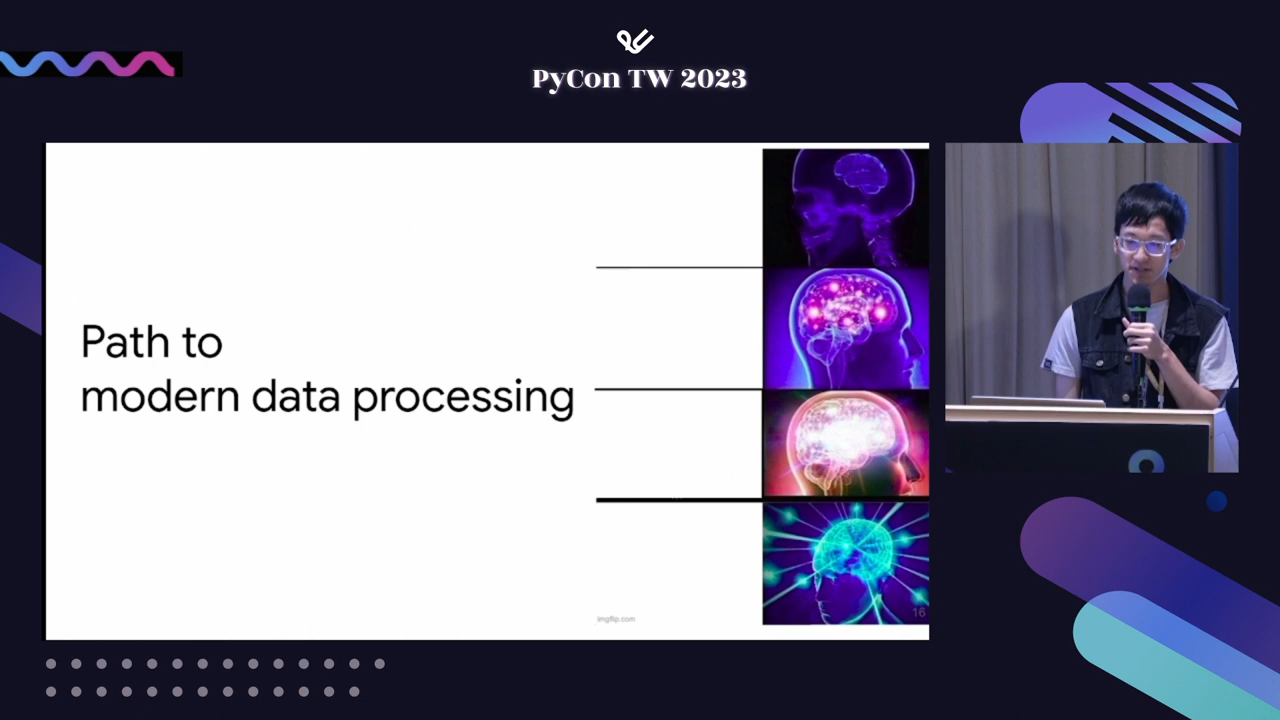 PyCon TW 2023
Path to
modern data processing
imgflip.com
16